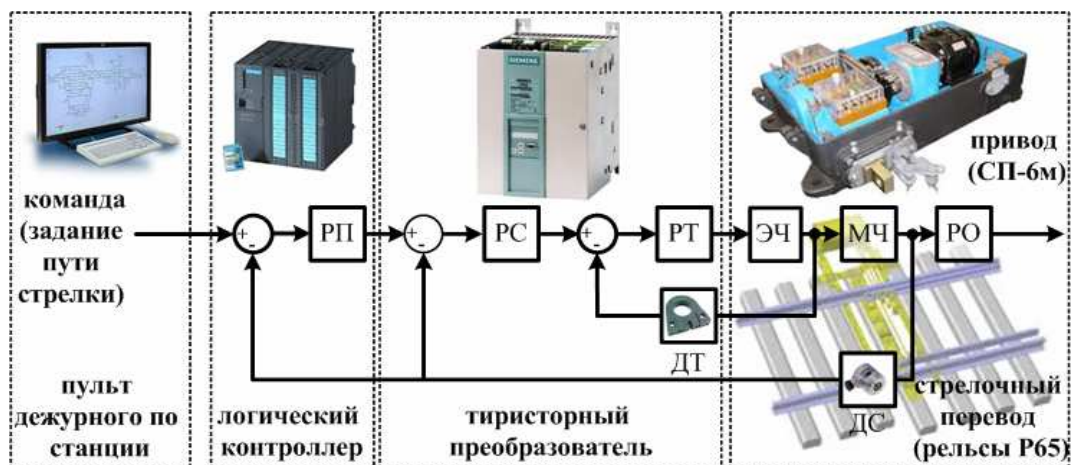 SIEMENS
привод
(СП-6м)
команда
(задание
пути
стрелки)
+
-
РП
+
-
РС
+
-
РТ
ЭЧ
МЧ
РО
ДТ
ДС
пульт
дежурного по
станции
логический
контроллер
тиристорный
преобразователь
стрелочный
перевод
(рельсы Р65)